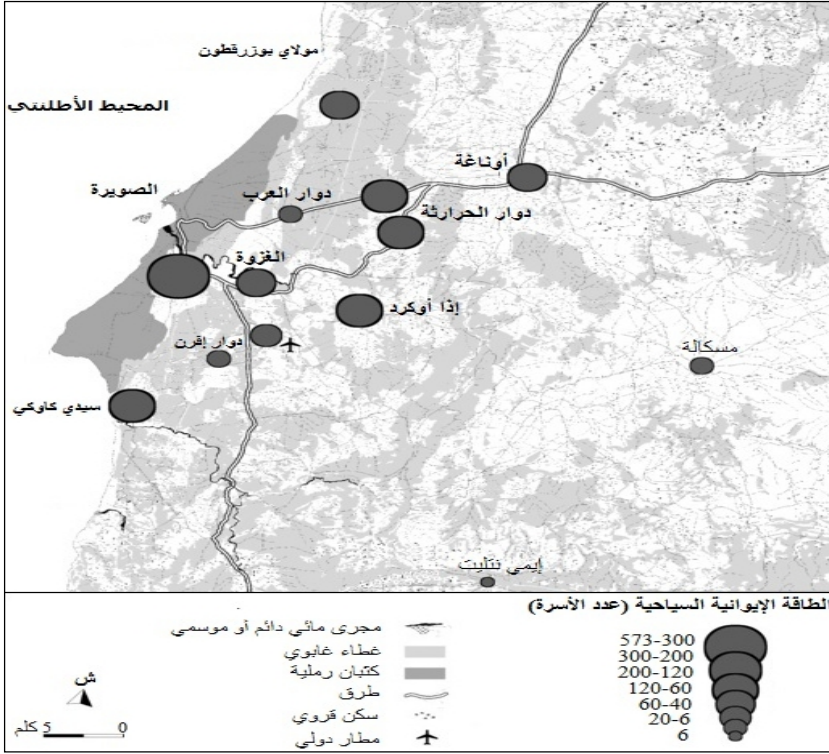 مولاي بوزرقطون
المحيط الأطلنتي
أوناغة
الصويرة
دوار العرب
دوار الحرارثة
الغزوة
إذا أوكرد
دوار إقرن
مسكالة
سيدي كاوكي
إيمي نتليت
الطاقة الإيوانية السياحية (عدد الأسرة)
573-300
300-200
200-120
120-60
60-40
20-6
6
مجرى مائي دائم أو موسمي
غطاء غابوي
كتبان رملية
طرق
سكن قروي
مطار دولي
ش
0 5 كلم